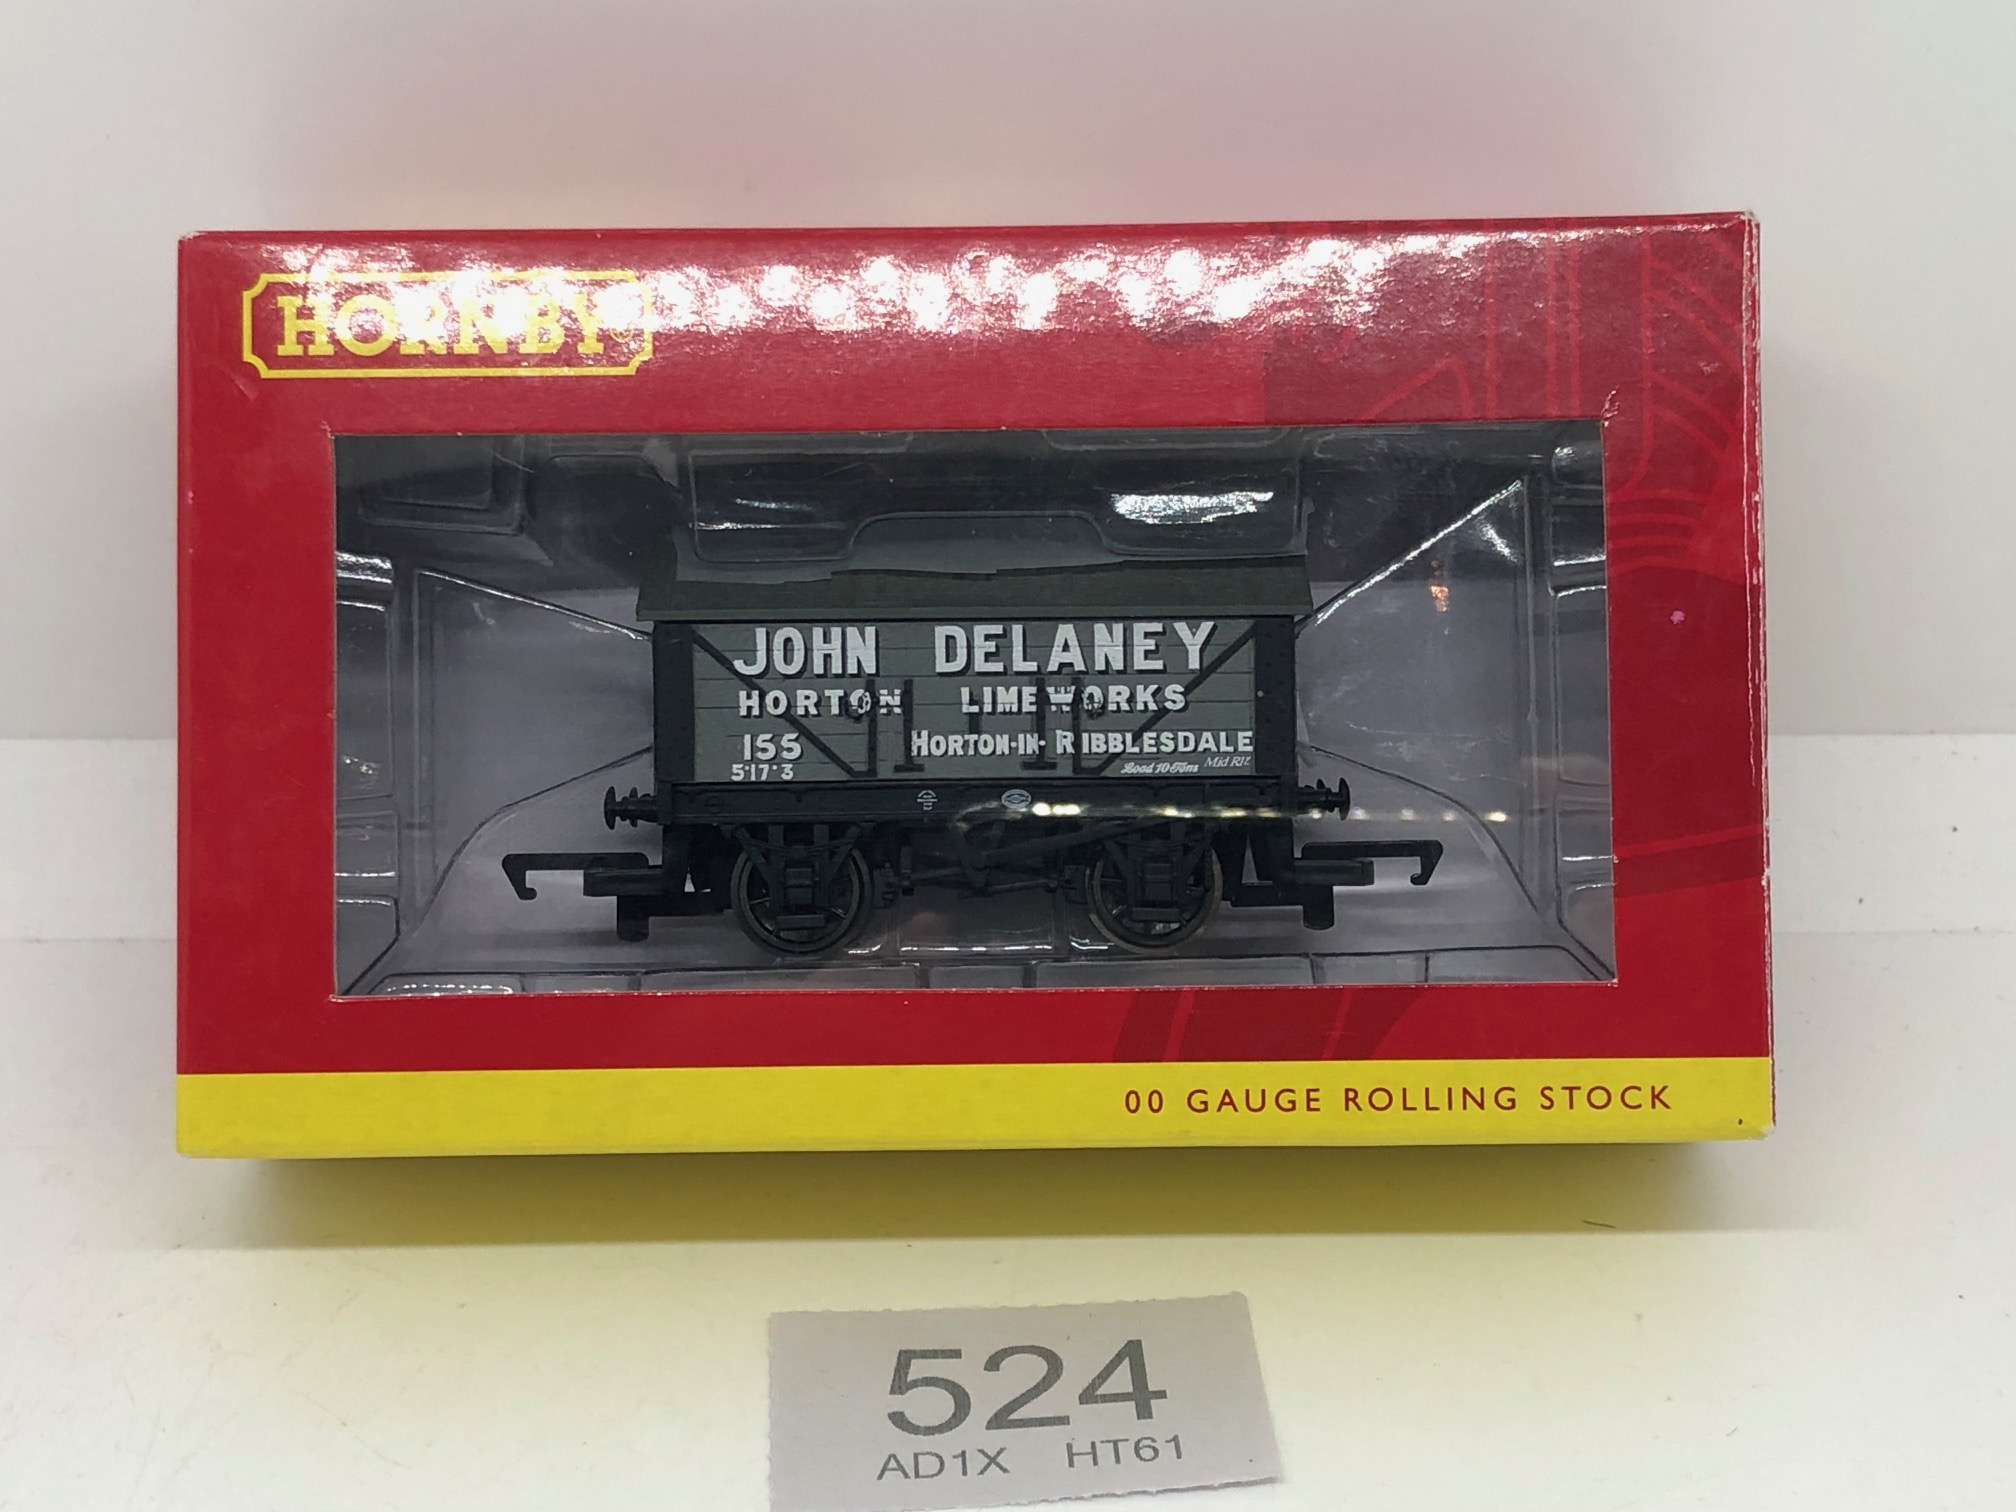 HORNBY
JOHN DELANEY
HORTON LIMEWORKS
155 HORTON-IN-RIBBLESDALE
5·17·3 Load 10 Tons Mid Rly
00 GAUGE ROLLING STOCK
524
AD1X HT61